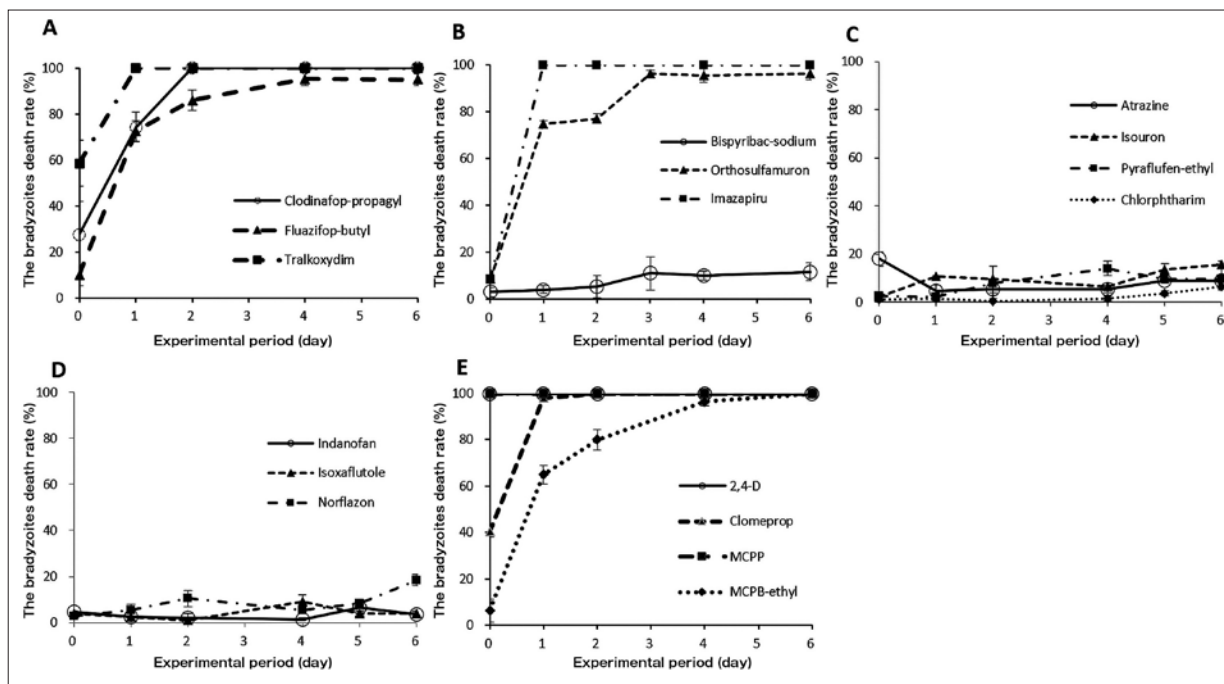 A
The bradyzoites death rate (%)
100
80
60
40
20
0
Clodinafop-propagyl
Fluazifop-butyl
Tralkoxydim
0 1 2 3 4 5 6
Experimental period (day)
B
The bradyzoites death rate (%)
100
80
60
40
20
0
Bispyribac-sodium
Orthosulfamuron
Imazapiru
0 1 2 3 4 5 6
Experimental period (day)
C
The bradyzoites death rate (%)
100
80
60
40
20
0
Atrazine
Isouron
Pyraflufen-ethyl
Chlorphtharim
0 1 2 3 4 5 6
Experimental period (day)
D
The bradyzoites death rate (%)
100
80
60
40
20
0
Indanofan
Isoxaflutole
Norflazon
0 1 2 3 4 5 6
Experimental period (day)
E
The bradyzoites death rate (%)
100
80
60
40
20
0
2,4-D
Clomeprop
MCPP
MCPB-ethyl
0 1 2 3 4 5 6
Experimental period (day)